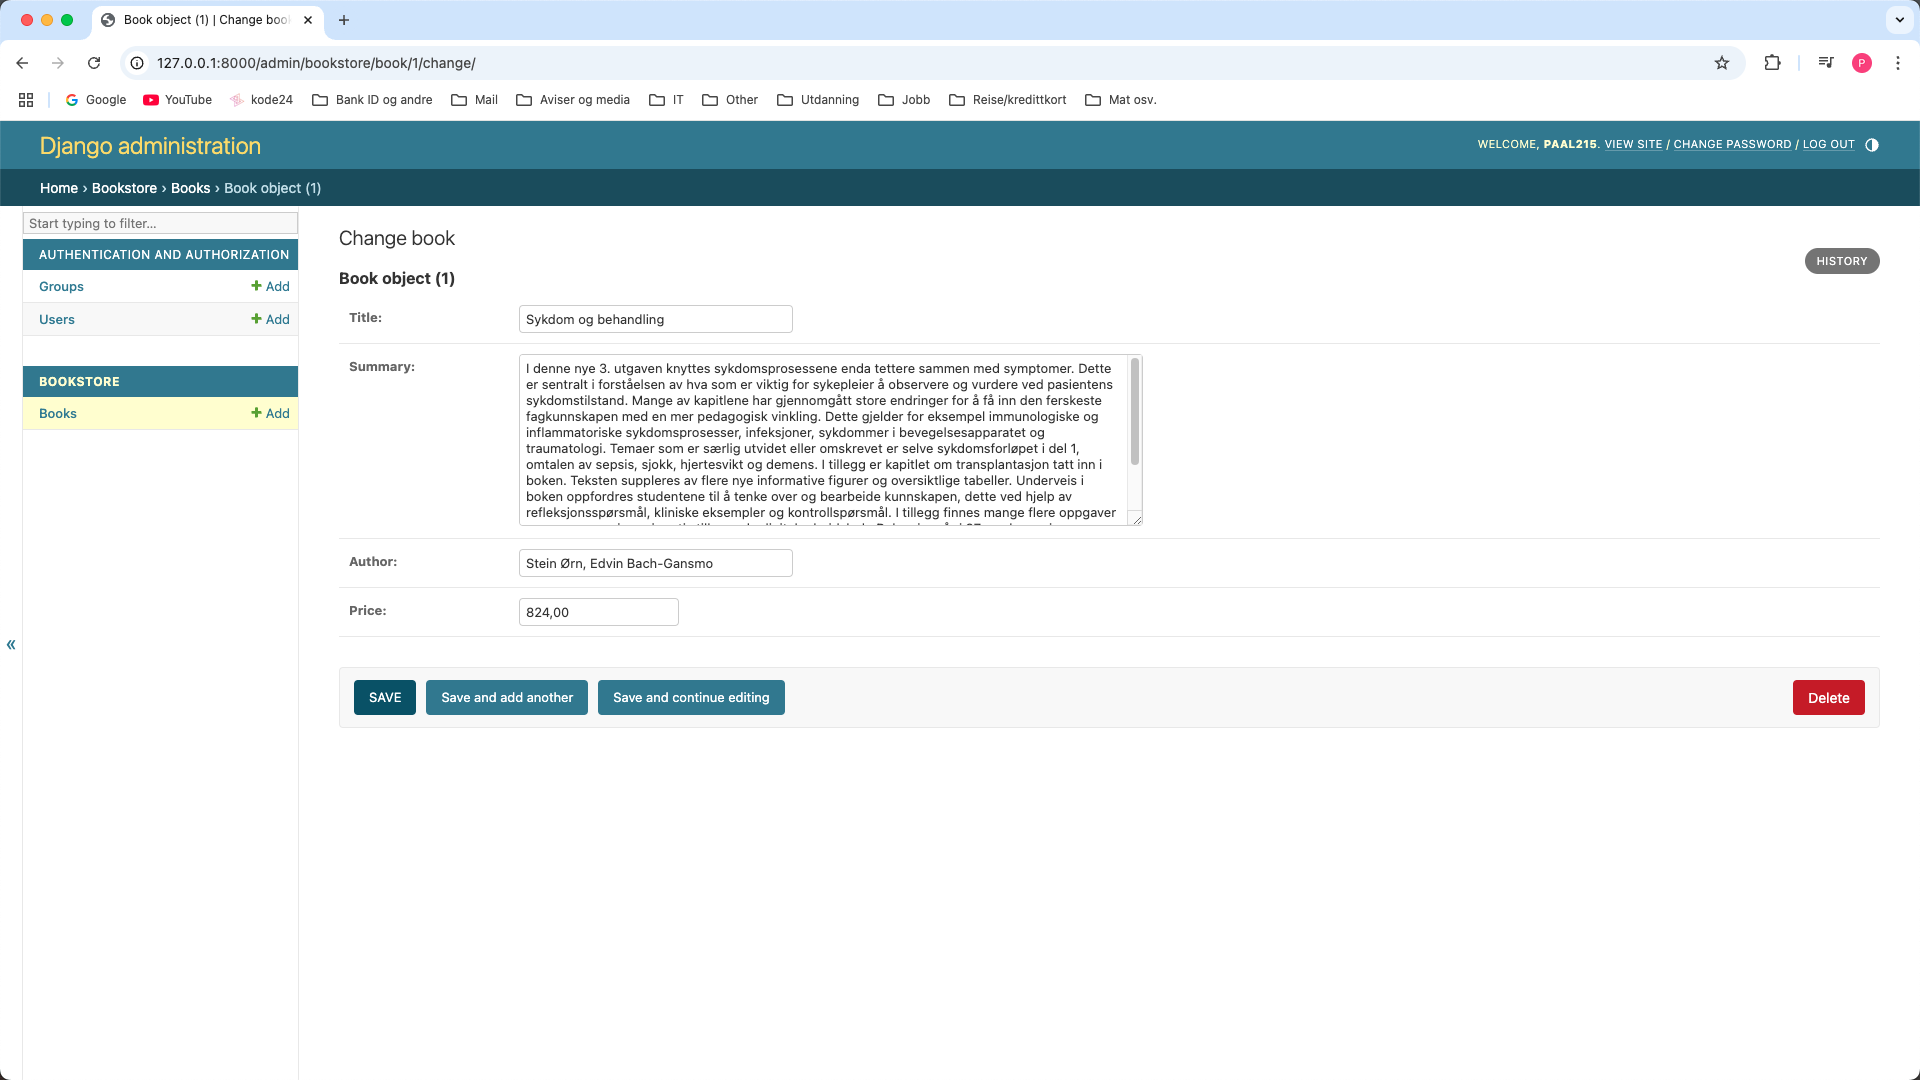 Book object (1) | Change boo
127.0.0.1:8000/admin/bookstore/book/1/change/
P
Google
YouTube
kode24
Bank ID og andre
Mail
Aviser og media
IT
Other
Utdanning
Jobb
Reise/kredittkort
Mat osv.
Django administration
WELCOME, PAAL215. VIEW SITE / CHANGE PASSWORD / LOG OUT
Home › Bookstore › Books › Book object (1)
Start typing to filter...
AUTHENTICATION AND AUTHORIZATION
Groups + Add
Users + Add
BOOKSTORE
Books + Add
«
Change book
HISTORY
Book object (1)
Title: Sykdom og behandling
Summary:
I denne nye 3. utgaven knyttes sykdomsprosessene enda tettere sammen med symptomer. Dette
er sentralt i forståelsen av hva som er viktig for sykepleier å observere og vurdere ved pasientens
sykdomstilstand. Mange av kapitlene har gjennomgått store endringer for å få inn den ferskeste
fagkunnskapen med en mer pedagogisk vinkling. Dette gjelder for eksempel immunologiske og
inflammatoriske sykdomsprosesser, infeksjoner, sykdommer i bevegelsesapparatet og
traumatologi. Temaer som er særlig utvidet eller omskrevet er selve sykdomsforløpet i del 1,
omtalen av sepsis, sjokk, hjertesvikt og demens. I tillegg er kapitlet om transplantasjon tatt inn i
boken. Teksten suppleres av flere nye informative figurer og oversiktlige tabeller. Underveis i
boken oppfordres studentene til å tenke over og bearbeide kunnskapen, dette ved hjelp av
refleksjonsspørsmål, kliniske eksempler og kontrollspørsmål. I tillegg finnes mange flere oppgaver
Author: Stein Ørn, Edvin Bach-Gansmo
Price: 824,00
SAVE
Save and add another
Save and continue editing
Delete